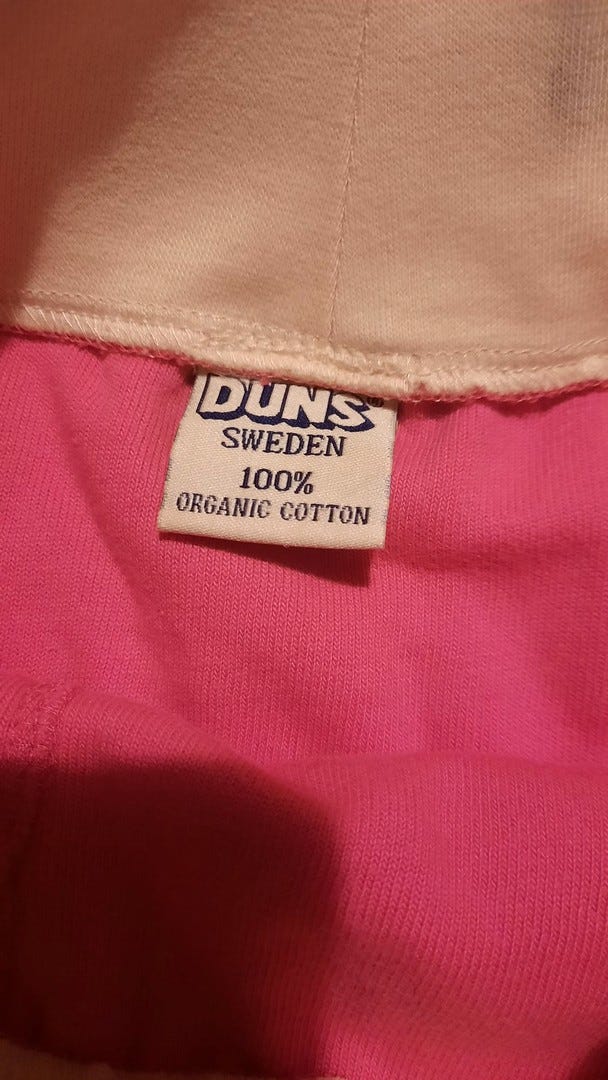 DUNS®
SWEDEN
100%
ORGANIC COTTON